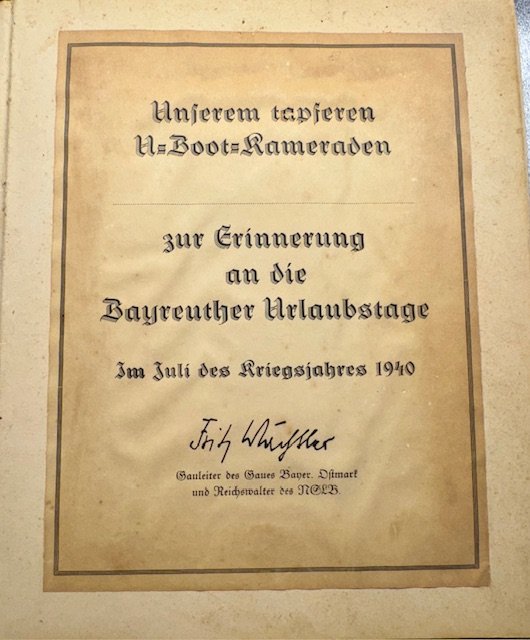 Unserem tapferen
U=Boot=Kameraden
zur Erinnerung
an die
Bayreuther Urlaubstage
Im Juli des Kriegsjahres 1940
Fritz Wächtler
Gauleiter des Gaues Bayer. Ostmark
und Reichswalter des NSLB.